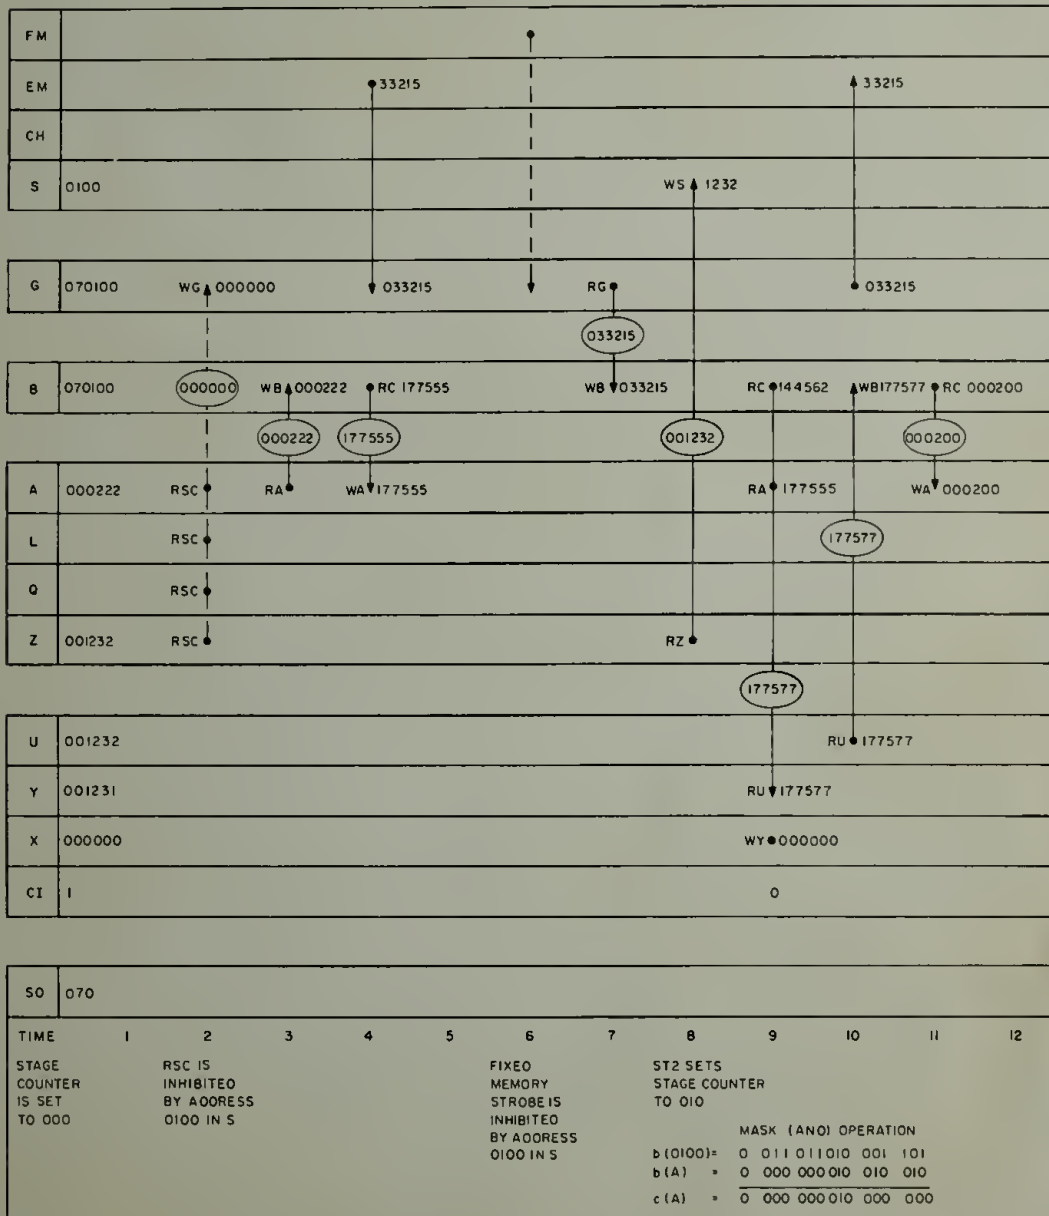 FM
EM 33215 33215
CH
S 0100 WS 1232
G 070100 WG 000000 033215 RG 033215
033215
B 070100 000000 WB 000222 RC 177555 WB 033215 RC 144562 WB177577 RC 000200
000222 177555 001232 000200
A 000222 RSC RA WA 177555 RA 177555 WA 000200
L RSC 177577
Q RSC
Z 001232 RSC RZ
177577
U 001232 RU 177577
Y 001231 RU 177577
X 000000 WY 000000
CI 1 0
SO 070
TIME 1 2 3 4 5 6 7 8 9 10 11 12
STAGE
COUNTER
IS SET
TO 000
RSC IS
INHIBITED
BY ADDRESS
0100 IN S
FIXED
MEMORY
STROBE IS
INHIBITED
BY ADDRESS
0100 IN S
ST2 SETS
STAGE COUNTER
TO 010
MASK (AND) OPERATION
b(0100)= 0 011 011 010 001 101
b(A) = 0 000 000 010 010 010
c(A) = 0 000 000 010 000 000